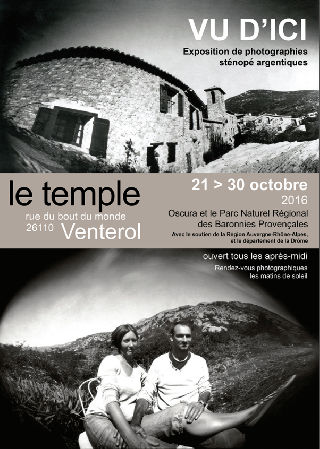 VU D'ICI
Exposition de photographies
sténopé argentiques
le temple
rue du bout du monde
26110 Venterol
21 > 30 octobre
2016
Oscura et le Parc Naturel Régional
des Baronnies Provençales
Avec le soutien de la Région Auvergne-Rhône-Alpes,
et le département de la Drôme
ouvert tous les après-midi
Rendez-vous photographiques
les matins de soleil